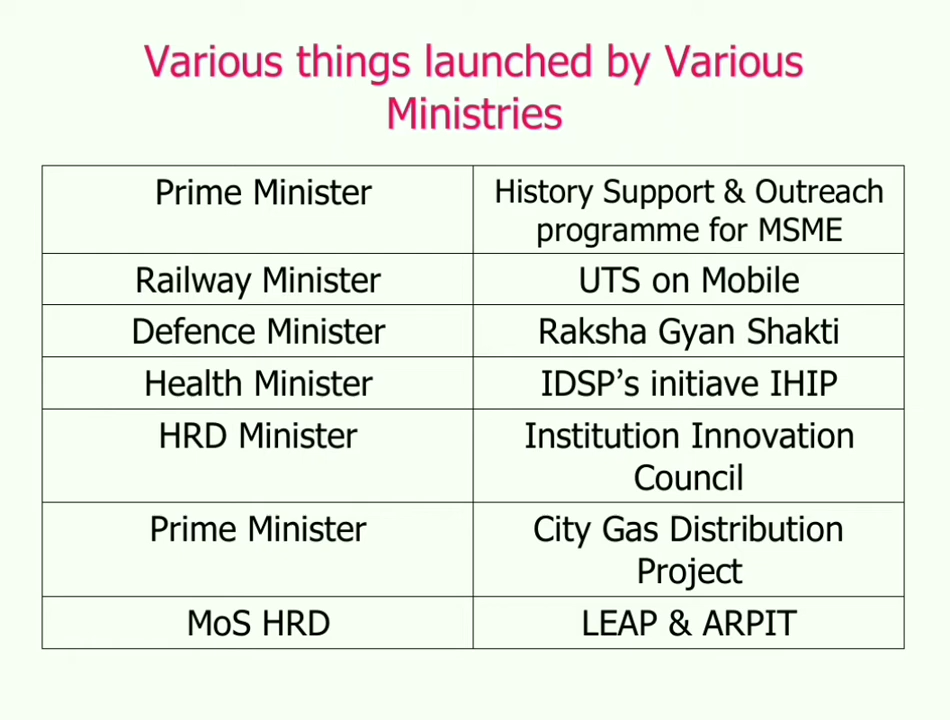 Various things launched by Various
Ministries
Prime Minister
History Support & Outreach
programme for MSME
Railway Minister
UTS on Mobile
Defence Minister
Raksha Gyan Shakti
Health Minister
IDSP’s initiave IHIP
HRD Minister
Institution Innovation
Council
Prime Minister
City Gas Distribution
Project
MoS HRD
LEAP & ARPIT